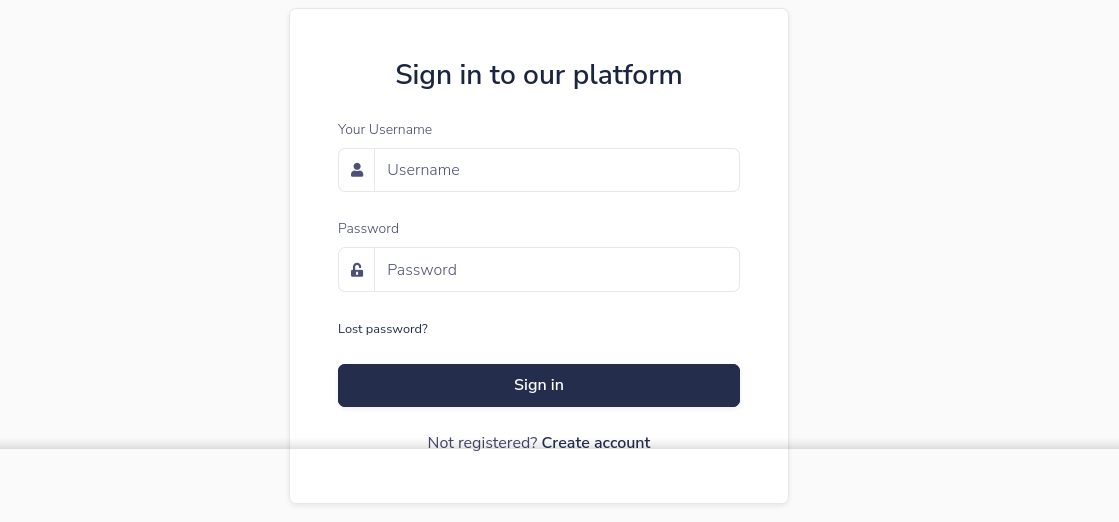 Sign in to our platform
Your Username
Username
Password
Password
Lost password?
Sign in
Not registered? Create account